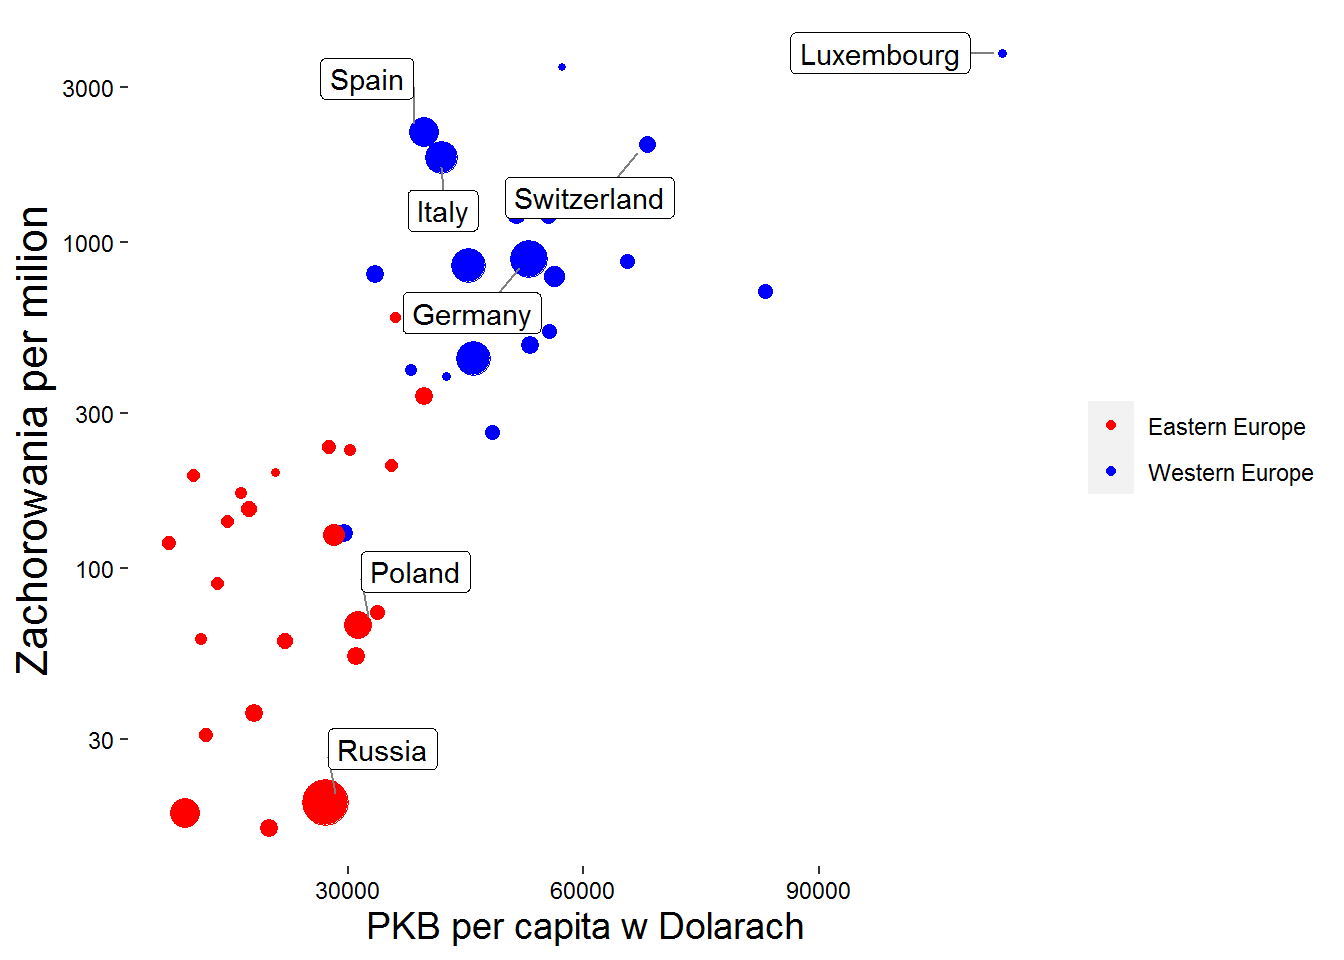 Luxembourg
Spain
3000
Switzerland
Italy
1000
Germany
300
Eastern Europe
Western Europe
100
Poland
30
Russia
Zachorowania per milion
30000 60000 90000
PKB per capita w Dolarach